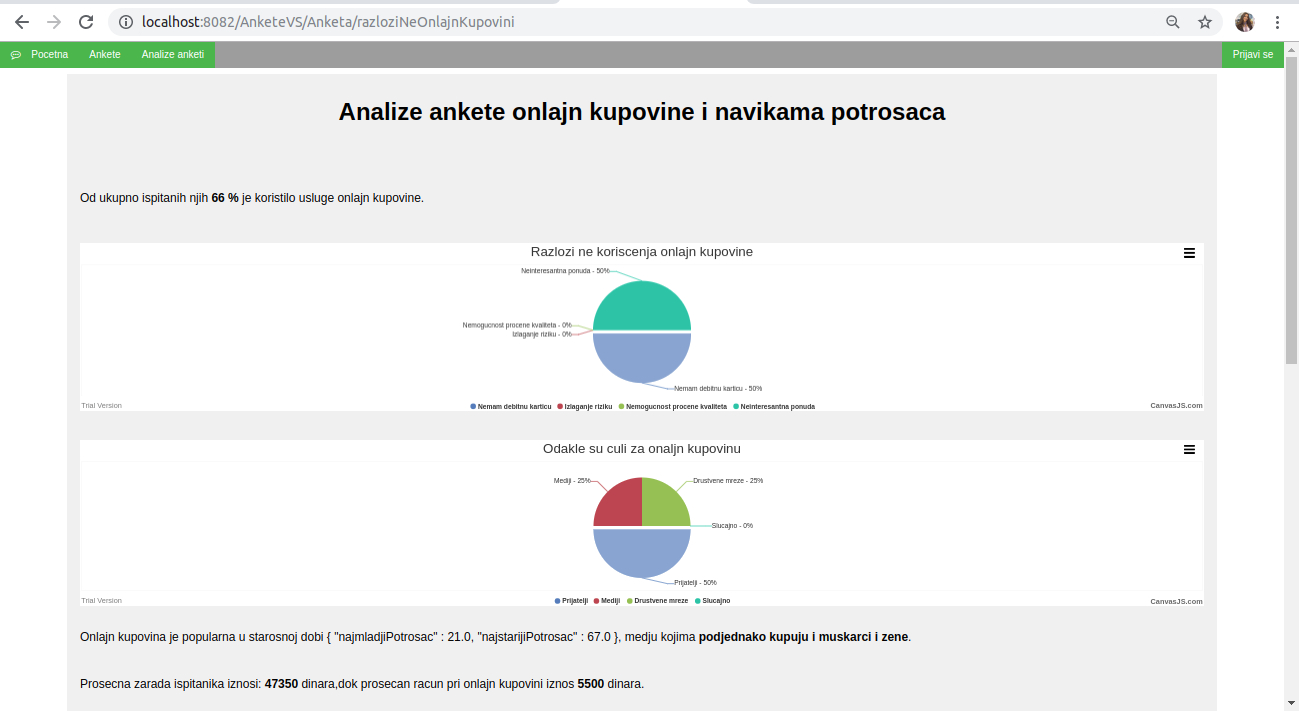 localhost:8082/AnketeVS/Anketa/razloziNeOnlajnKupovini
Pocetna Ankete Analize anketi Prijavi se
Analize ankete onlajn kupovine i navikama potrosaca
Od ukupno ispitanih njih 66 % je koristilo usluge onlajn kupovine.
Razlozi ne koriscenja onlajn kupovine
Neinteresantna ponuda - 50%
Nemogucnost procene kvaliteta - 0%
Izlaganje riziku - 0%
Nemam debitnu karticu - 50%
Trial Version
Nemam debitnu karticu Izlaganje riziku Nemogucnost procene kvaliteta Neinteresantna ponuda
CanvasJS.com
Odakle su culi za onaljn kupovinu
Mediji - 25% Drustvene mreze - 25%
Slucajno - 0%
Prijatelji - 50%
Trial Version
Prijatelji Mediji Drustvene mreze Slucajno
CanvasJS.com
Onlajn kupovina je popularna u starosnoj dobi { "najmladjiPotrosac" : 21.0, "najstarijiPotrosac" : 67.0 }, medju kojima podjednako kupuju i muskarci i zene.
Prosecna zarada ispitanika iznosi: 47350 dinara,dok prosecan racun pri onlajn kupovini iznos 5500 dinara.